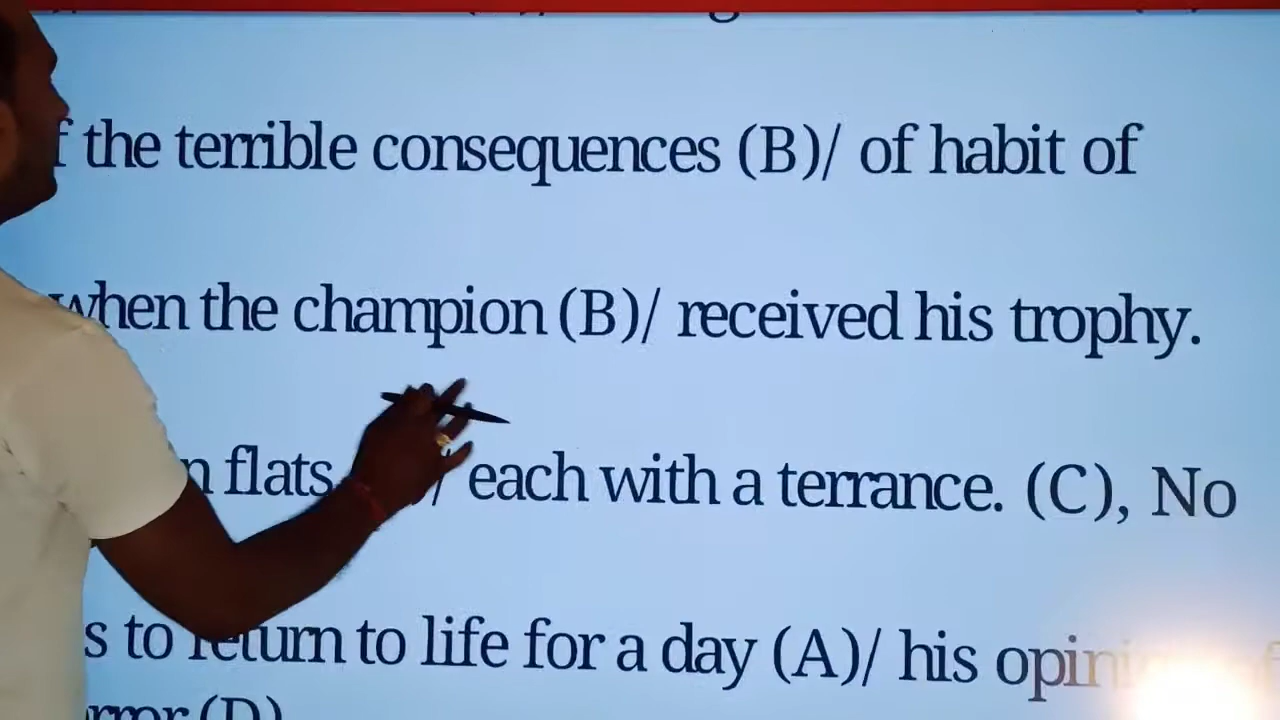 the terrible consequences (B)/ of habit of
when the champion (B)/ received his trophy.
flats / each with a terrance. (C), No
s to return to life for a day (A)/ his
(D)